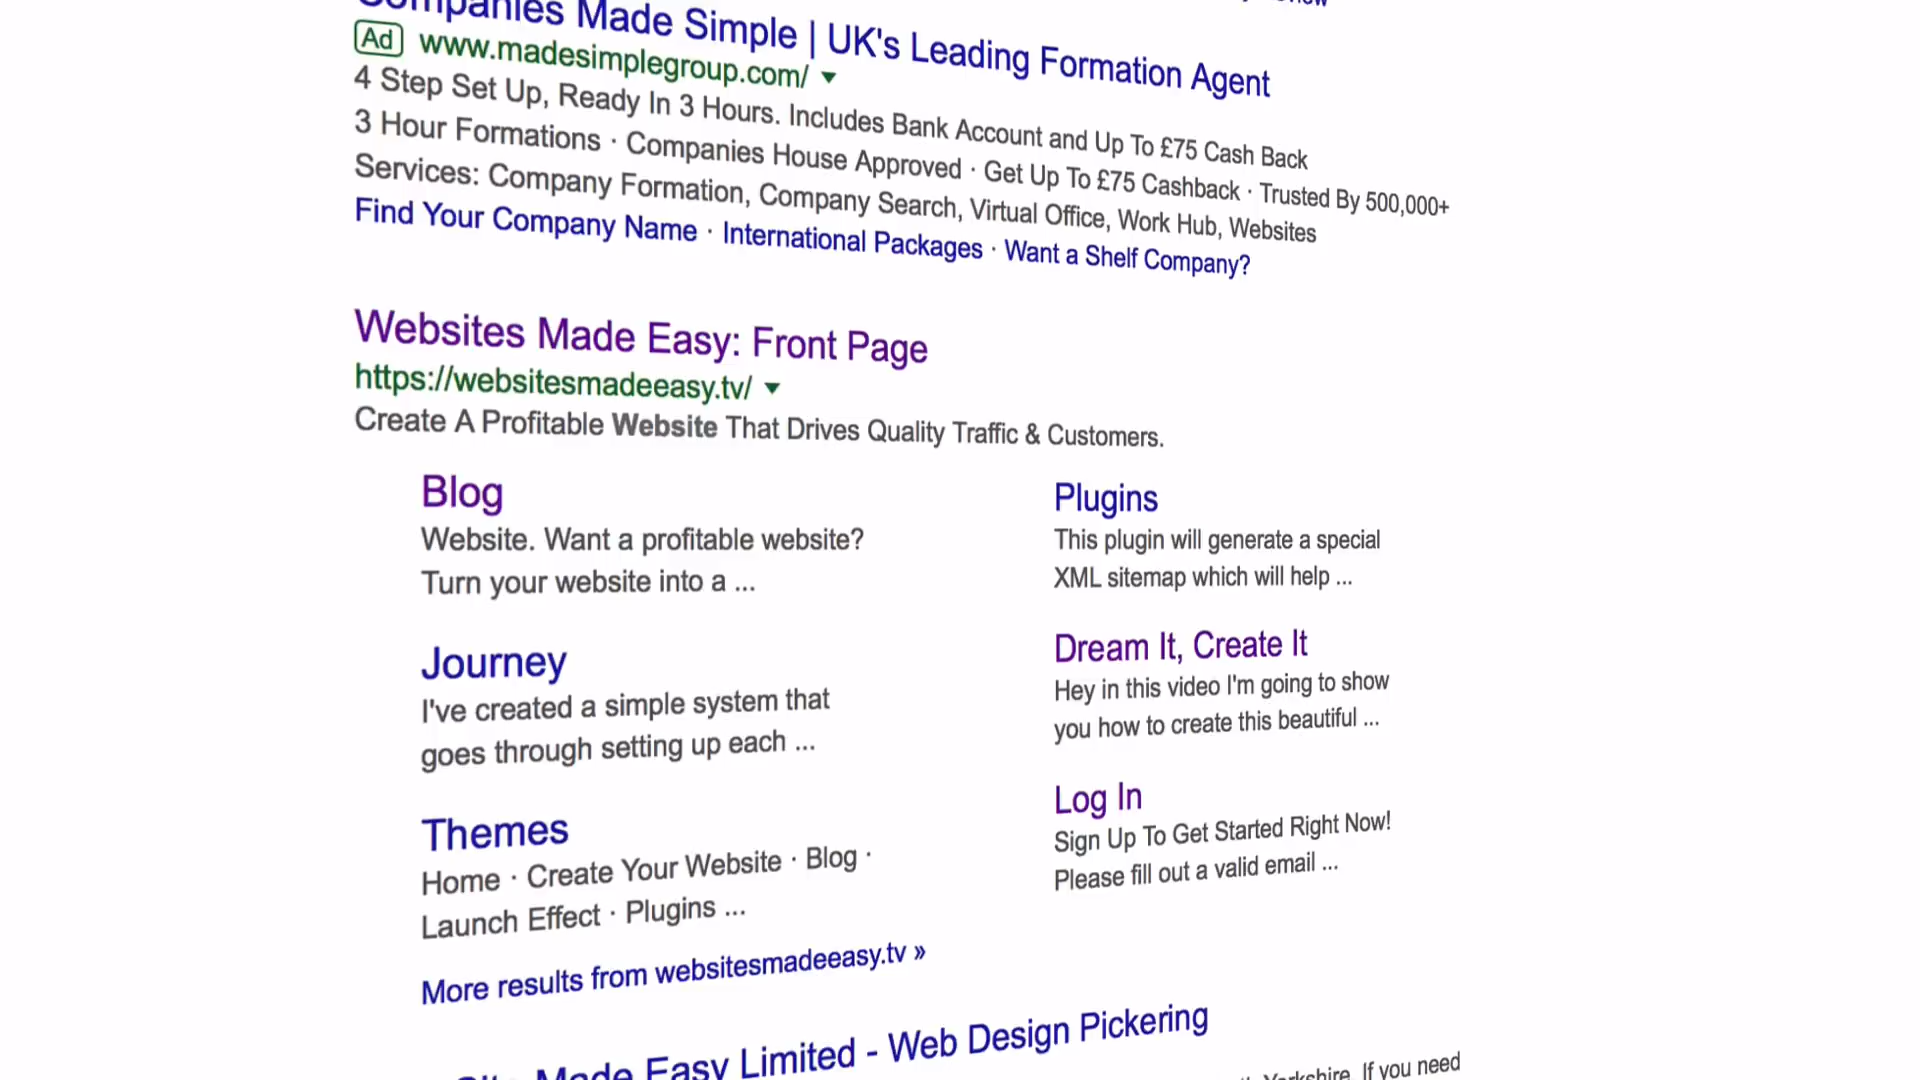 Companies Made Simple | UK's Leading Formation Agent
Ad www.madesimplegroup.com/
4 Step Set Up, Ready In 3 Hours. Includes Bank Account and Up To £75 Cash Back
3 Hour Formations · Companies House Approved · Get Up To £75 Cashback · Trusted By 500,000+
Services: Company Formation, Company Search, Virtual Office, Work Hub, Websites
Find Your Company Name · International Packages · Want a Shelf Company?
Websites Made Easy: Front Page
https://websitesmadeeasy.tv/
Create A Profitable Website That Drives Quality Traffic & Customers.
Blog
Website. Want a profitable website?
Turn your website into a ...
Journey
I've created a simple system that
goes through setting up each ...
Themes
Home · Create Your Website · Blog ·
Launch Effect · Plugins ...
Plugins
This plugin will generate a special
XML sitemap which will help ...
Dream It, Create It
Hey in this video I'm going to show
you how to create this beautiful ...
Log In
Sign Up To Get Started Right Now!
Please fill out a valid email ...
More results from websitesmadeeasy.tv »
Made Easy Limited - Web Design Pickering
Yorkshire. If you need